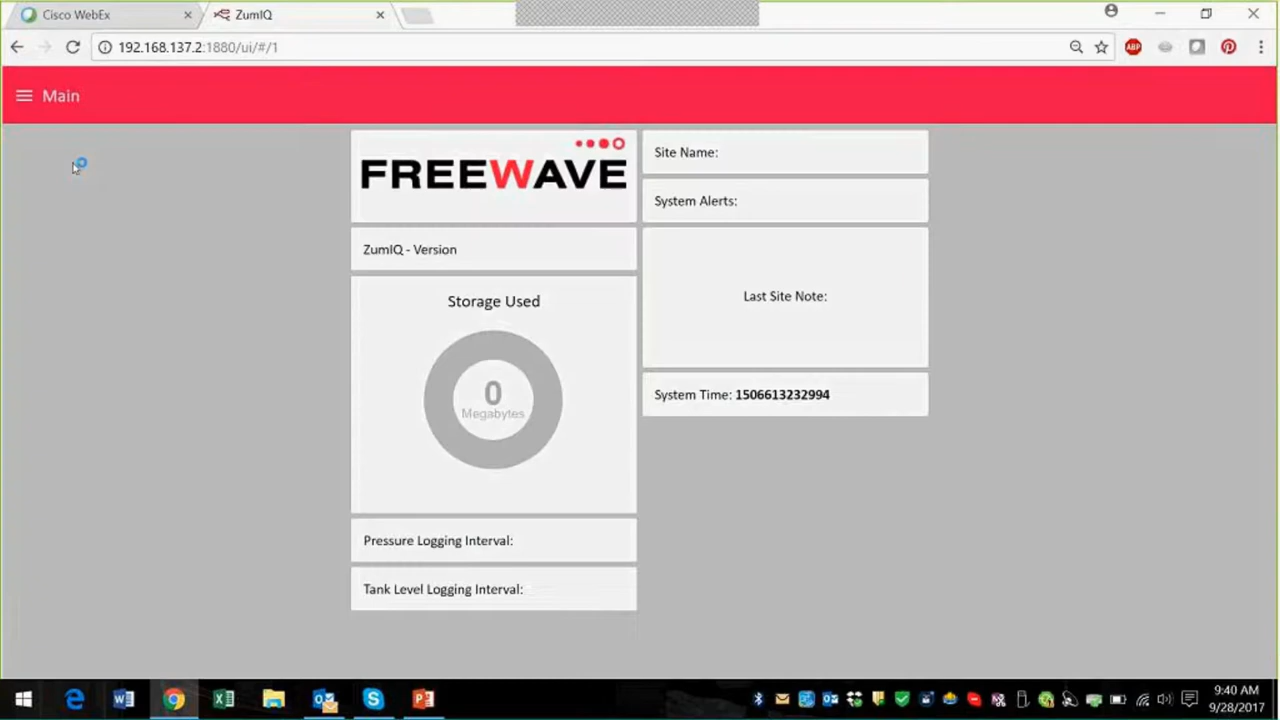 Cisco WebEx
ZumIQ
192.168.137.2:1880/ui/#/1
ABP
Main
FREEWAVE
ZumIQ - Version
Storage Used
0
Megabytes
Pressure Logging Interval:
Tank Level Logging Interval:
Site Name:
System Alerts:
Last Site Note:
System Time: 1506613232994
9:40 AM
9/28/2017